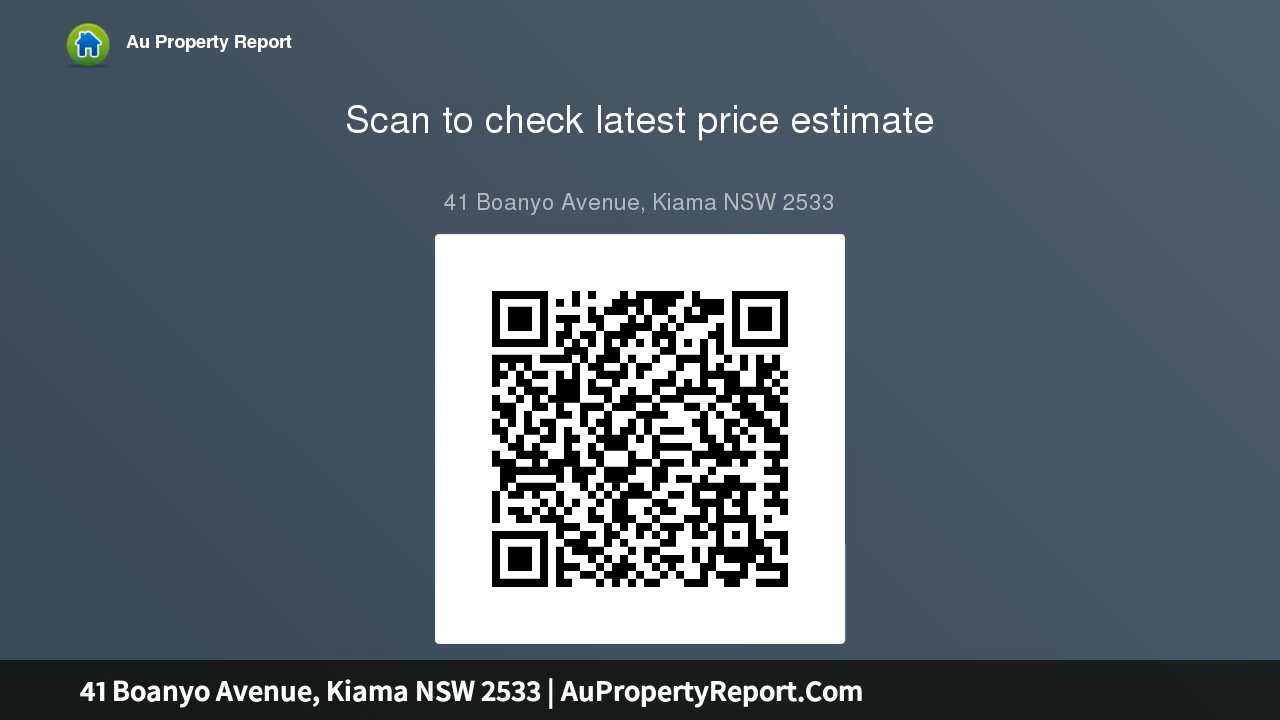 Au Property Report
Scan to check latest price estimate
41 Boanyo Avenue, Kiama NSW 2533
41 Boanyo Avenue, Kiama NSW 2533 | AuPropertyReport.Com